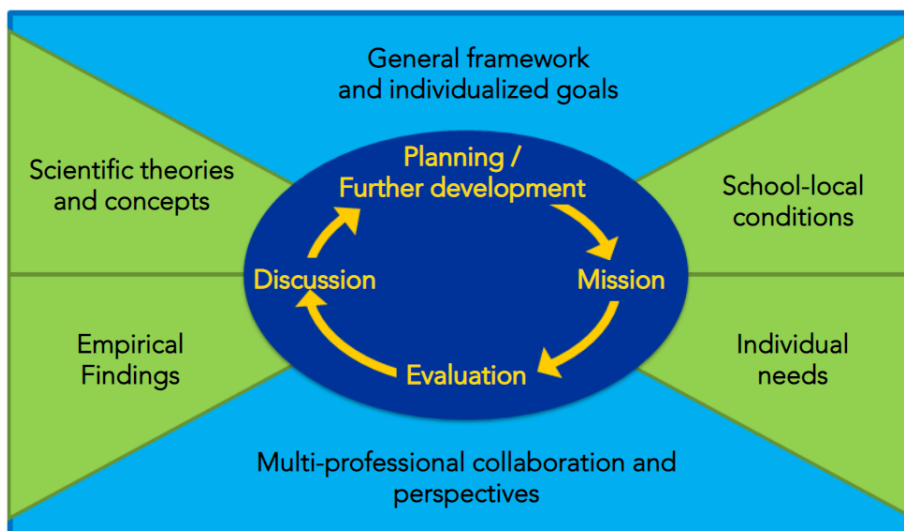 General framework
and individualized goals
Scientific theories
and concepts
Planning /
Further development
School-local
conditions
Discussion
Mission
Empirical
Findings
Evaluation
Individual
needs
Multi-professional collaboration and
perspectives